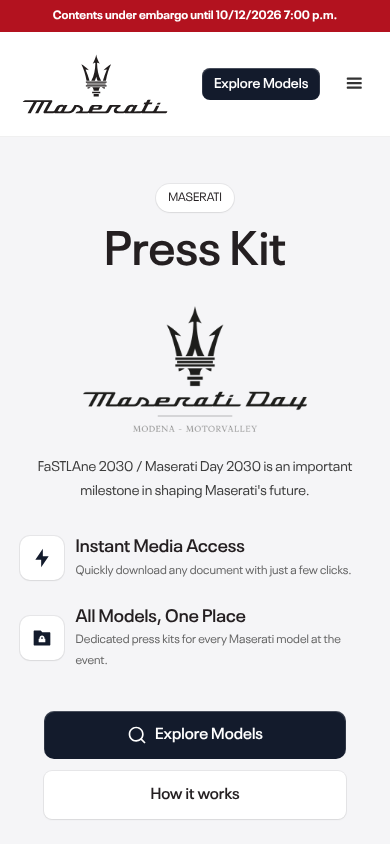 Contents under embargo until 10/12/2026 7:00 p.m.
Maserati
Explore Models
MASERATI
Press Kit
Maserati Day
MODENA - MOTORVALLEY
FaSTLAne 2030 / Maserati Day 2030 is an important
milestone in shaping Maserati's future.
Instant Media Access
Quickly download any document with just a few clicks.
All Models, One Place
Dedicated press kits for every Maserati model at the
event.
Explore Models
How it works